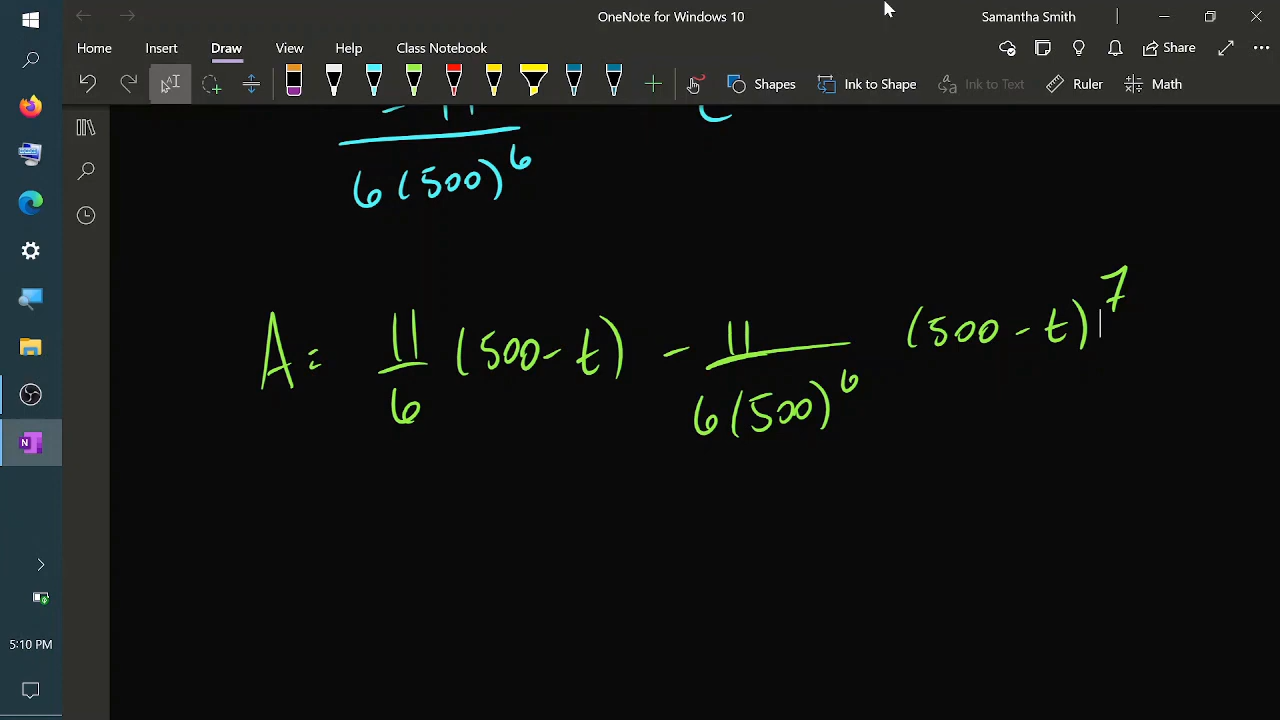 OneNote for Windows 10
Samantha Smith
Home Insert Draw View Help Class Notebook Share
Shapes Ink to Shape Ink to Text Ruler Math
6(500)^6
A = 11/6 (500 - t) - 11/(6(500)^6) (500 - t)^7
5:10 PM